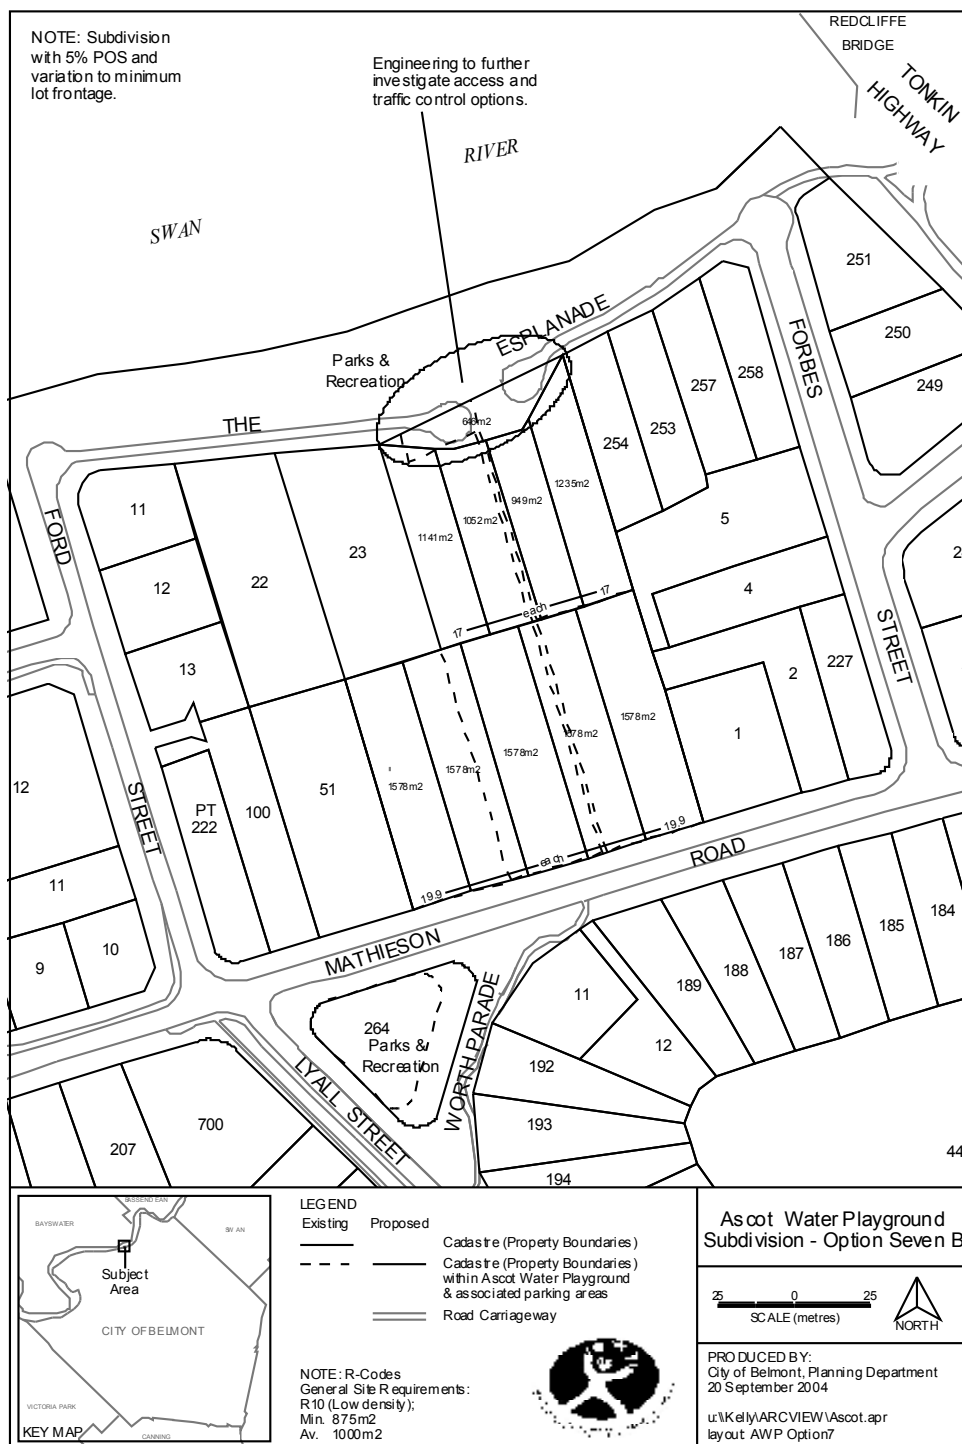 NOTE: Subdivision
with 5% POS and
variation to minimum
lot frontage.
Engineering to further
investigate access and
traffic control options.
REDCLIFFE
BRIDGE
TONKIN
HIGHWAY
SWAN
RIVER
ESPLANADE
THE
Parks &
Recreation
FORBES
STREET
FORD
STREET
251
250
249
258
257
253
254
646m2
1235m2
949m2
1052m2
1141m2
11
12
13
22
23
5
4
2
227
1
2
17
each
17
1578m2
1578m2
1578m2
1578m2
1578m2
51
100
PT
222
12
11
10
9
19.9
each
19.9
MATHIESON
ROAD
184
185
186
187
188
189
11
12
192
193
194
44
264
Parks &
Recreation
WORTH PARADE
LYALL STREET
207
700
BASSENDEAN
BAYSWATER
SWAN
Subject
Area
CITY OF BELMONT
VICTORIA PARK
CANNING
KEY MAP
LEGEND
Existing Proposed
Cadastre (Property Boundaries)
Cadastre (Property Boundaries)
within Ascot Water Playground
& associated parking areas
Road Carriageway
NOTE: R-Codes
General Site Requirements:
R10 (Low density);
Min. 875m2
Av. 1000m2
Ascot Water Playground
Subdivision - Option Seven B
25 0 25
SCALE (metres)
NORTH
PRODUCED BY:
City of Belmont, Planning Department
20 September 2004
u:\Kelly\ARCVIEW\Ascot.apr
layout AWP Option7